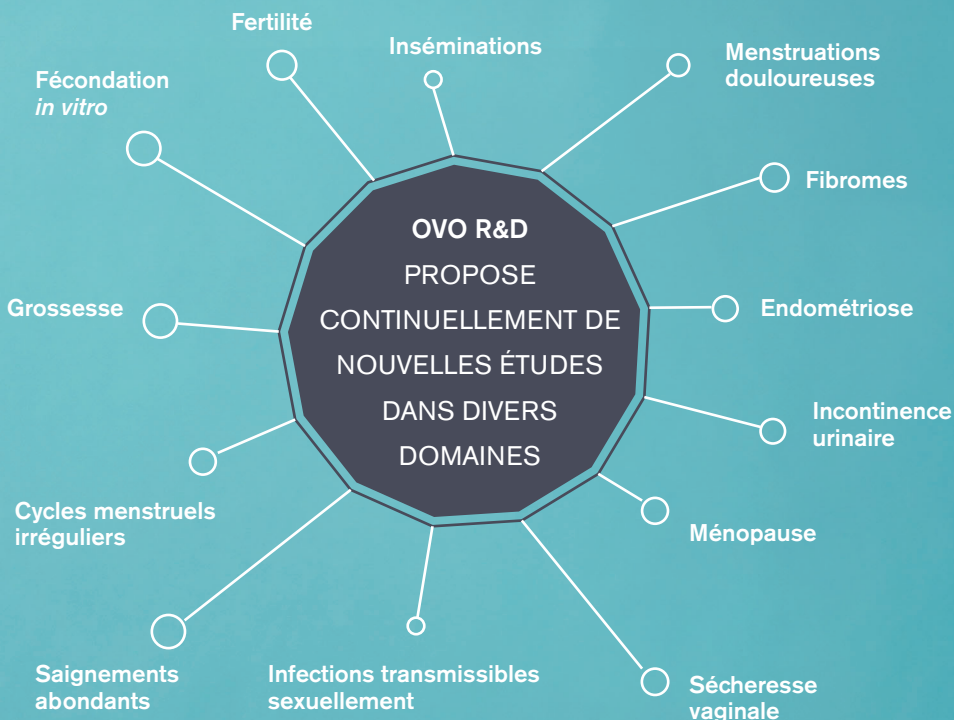 Fertilité
Inséminations
Menstruations
douloureuses
Fécondation
in vitro
Fibromes
OVO R&D
PROPOSE
CONTINUELLEMENT DE
NOUVELLES ÉTUDES
DANS DIVERS
DOMAINES
Grossesse
Endométriose
Incontinence
urinaire
Cycles menstruels
irréguliers
Ménopause
Saignements
abondants
Infections transmissibles
sexuellement
Sécheresse
vaginale